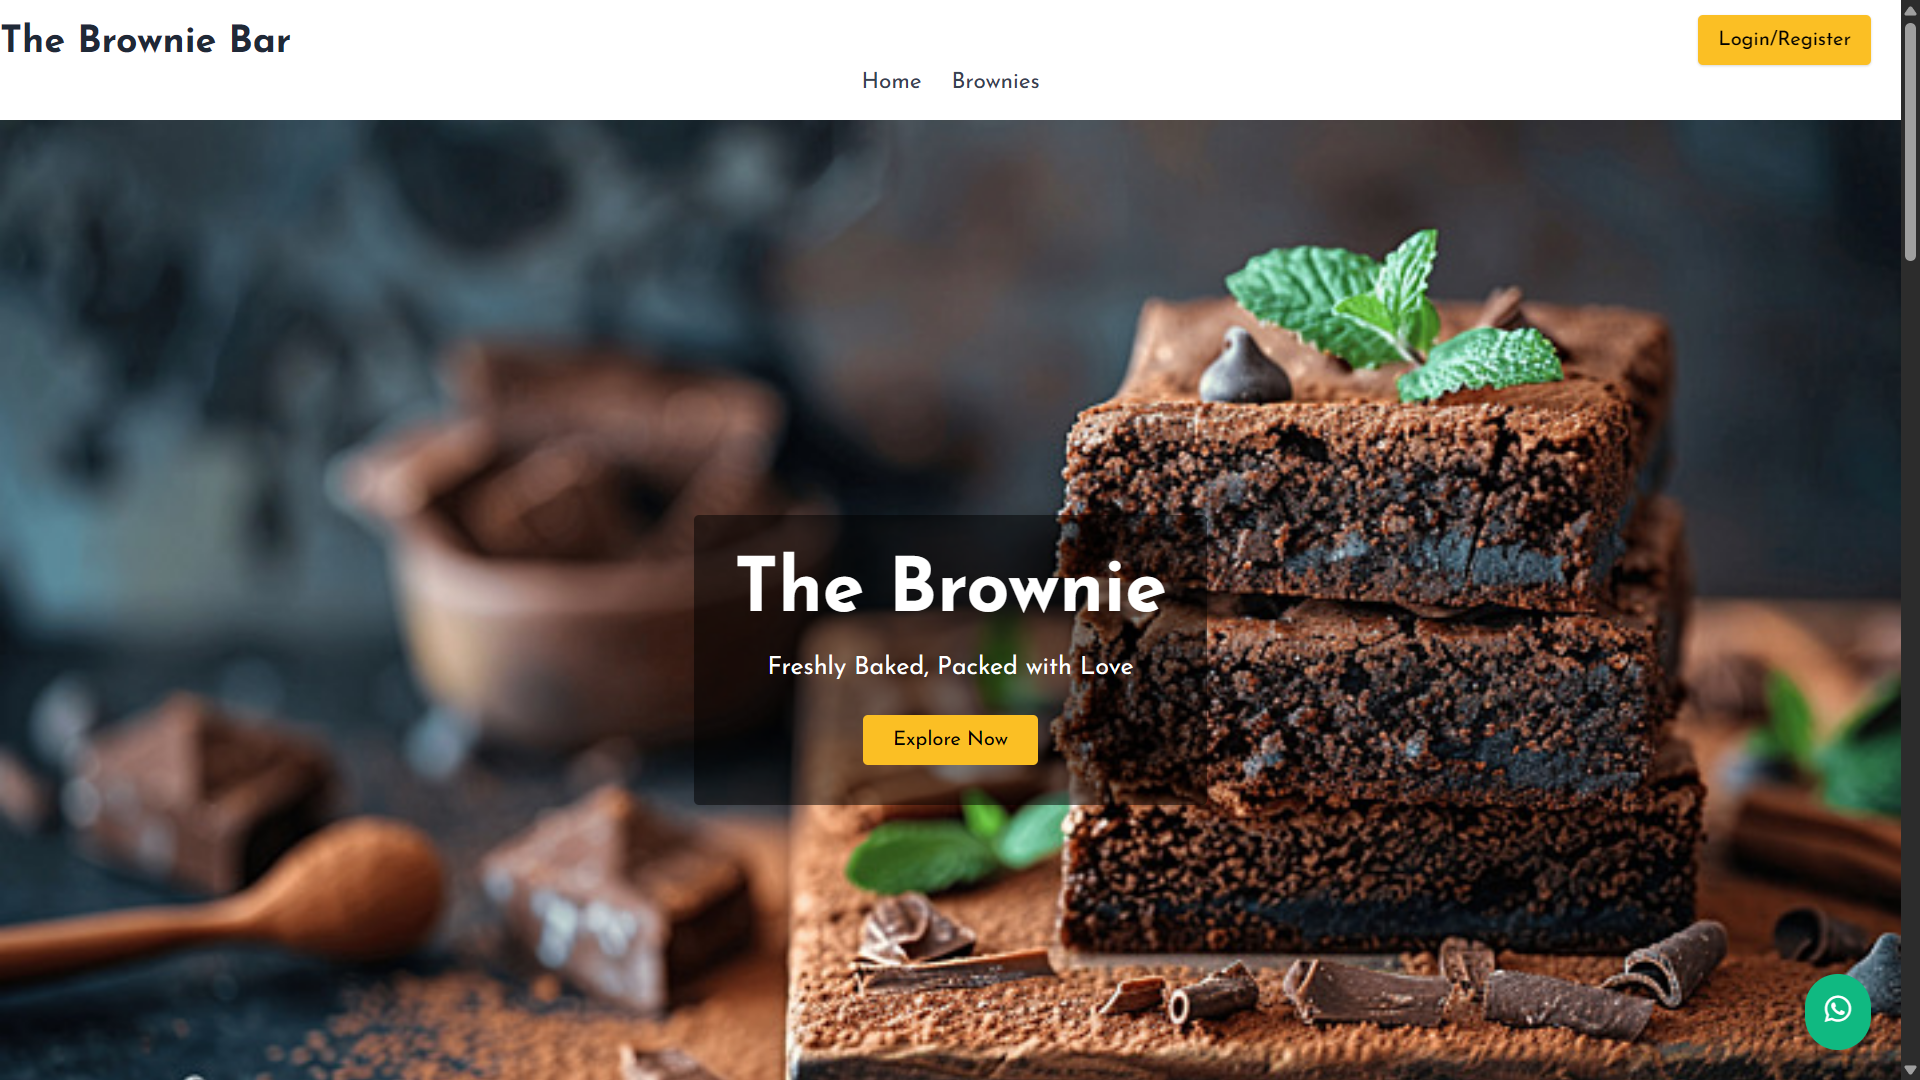 The Brownie Bar
Login/Register
Home Brownies
The Brownie
Freshly Baked, Packed with Love
Explore Now